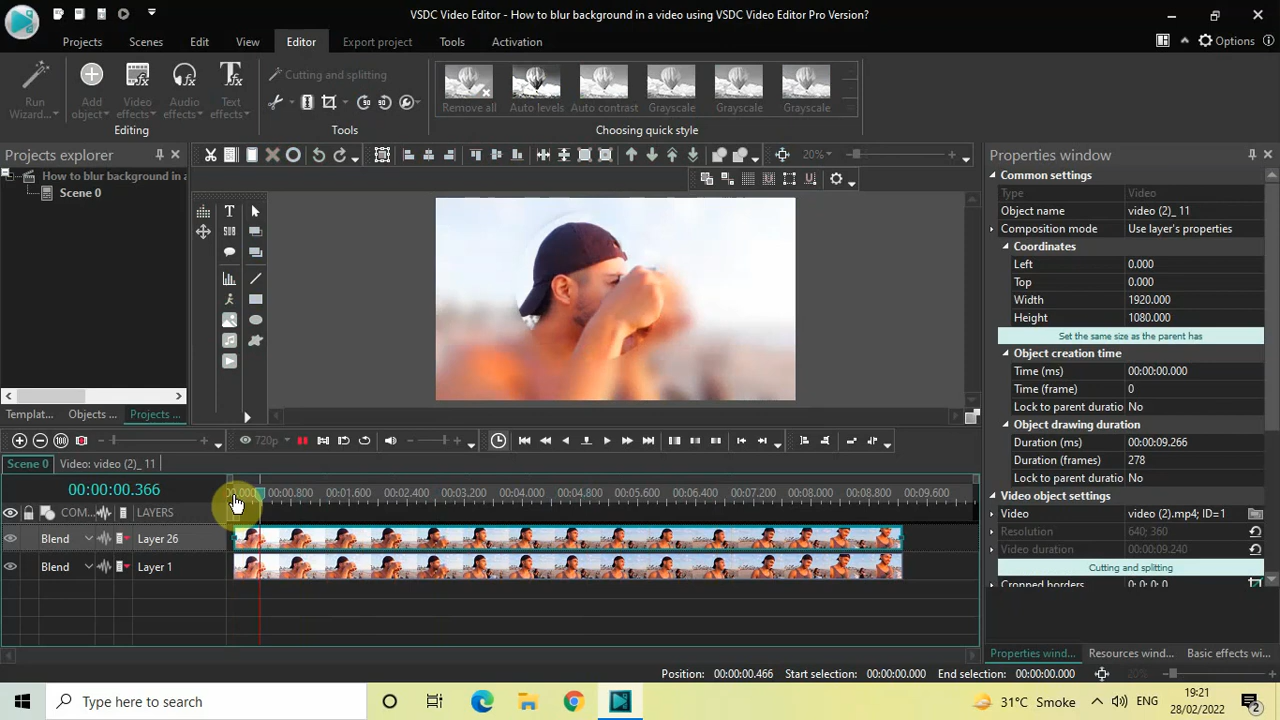 VSDC Video Editor - How to blur background in a video using VSDC Video Editor Pro Version?
Projects Scenes Edit View Editor Export project Tools Activation Options
Run Wizard...
Add object
Video effects
Audio effects
Text effects
Editing
Cutting and splitting
Tools
Remove all Auto levels Auto contrast Grayscale Grayscale Grayscale
Choosing quick style
Projects explorer
How to blur background in a
Scene 0
Templat... Objects ... Projects ...
20%
Properties window
Common settings
Type Video
Object name video (2)_ 11
Composition mode Use layer's properties
Coordinates
Left 0.000
Top 0.000
Width 1920.000
Height 1080.000
Set the same size as the parent has
Object creation time
Time (ms) 00:00:00.000
Time (frame) 0
Lock to parent duratio No
Object drawing duration
Duration (ms) 00:00:09.266
Duration (frames) 278
Lock to parent duratio No
Video object settings
Video video (2).mp4; ID=1
Resolution 640; 360
Video duration 00:00:09.240
Cutting and splitting
Cropped borders 0; 0; 0; 0
Properties wind... Resources wind... Basic effects wi...
720p
Scene 0 Video: video (2)_ 11
00:00:00.366
00:00.800 00:01.600 00:02.400 00:03.200 00:04.000 00:04.800 00:05.600 00:06.400 00:07.200 00:08.000 00:08.800 00:09.600
COM... LAYERS
Blend Layer 26
Blend Layer 1
Position: 00:00:00.466 Start selection: 00:00:00.000 End selection: 00:00:00.000 20%
Type here to search
31°C Smoke
ENG
19:21
28/02/2022
2